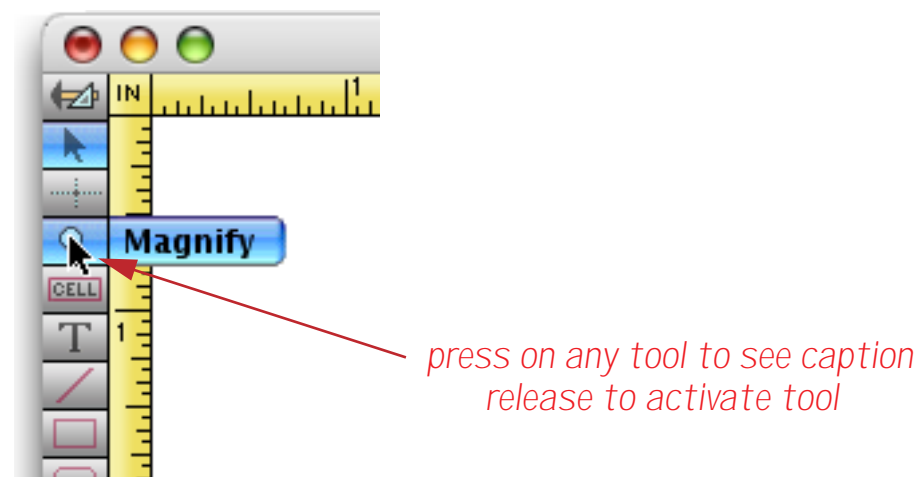 IN
1
Magnify
CELL
T
1
press on any tool to see caption
release to activate tool